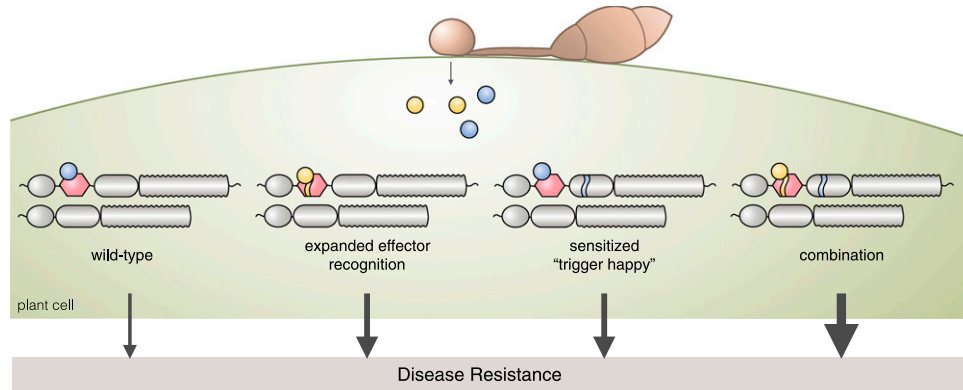 wild-type
expanded effector
recognition
sensitized
“trigger happy”
combination
plant cell
Disease Resistance